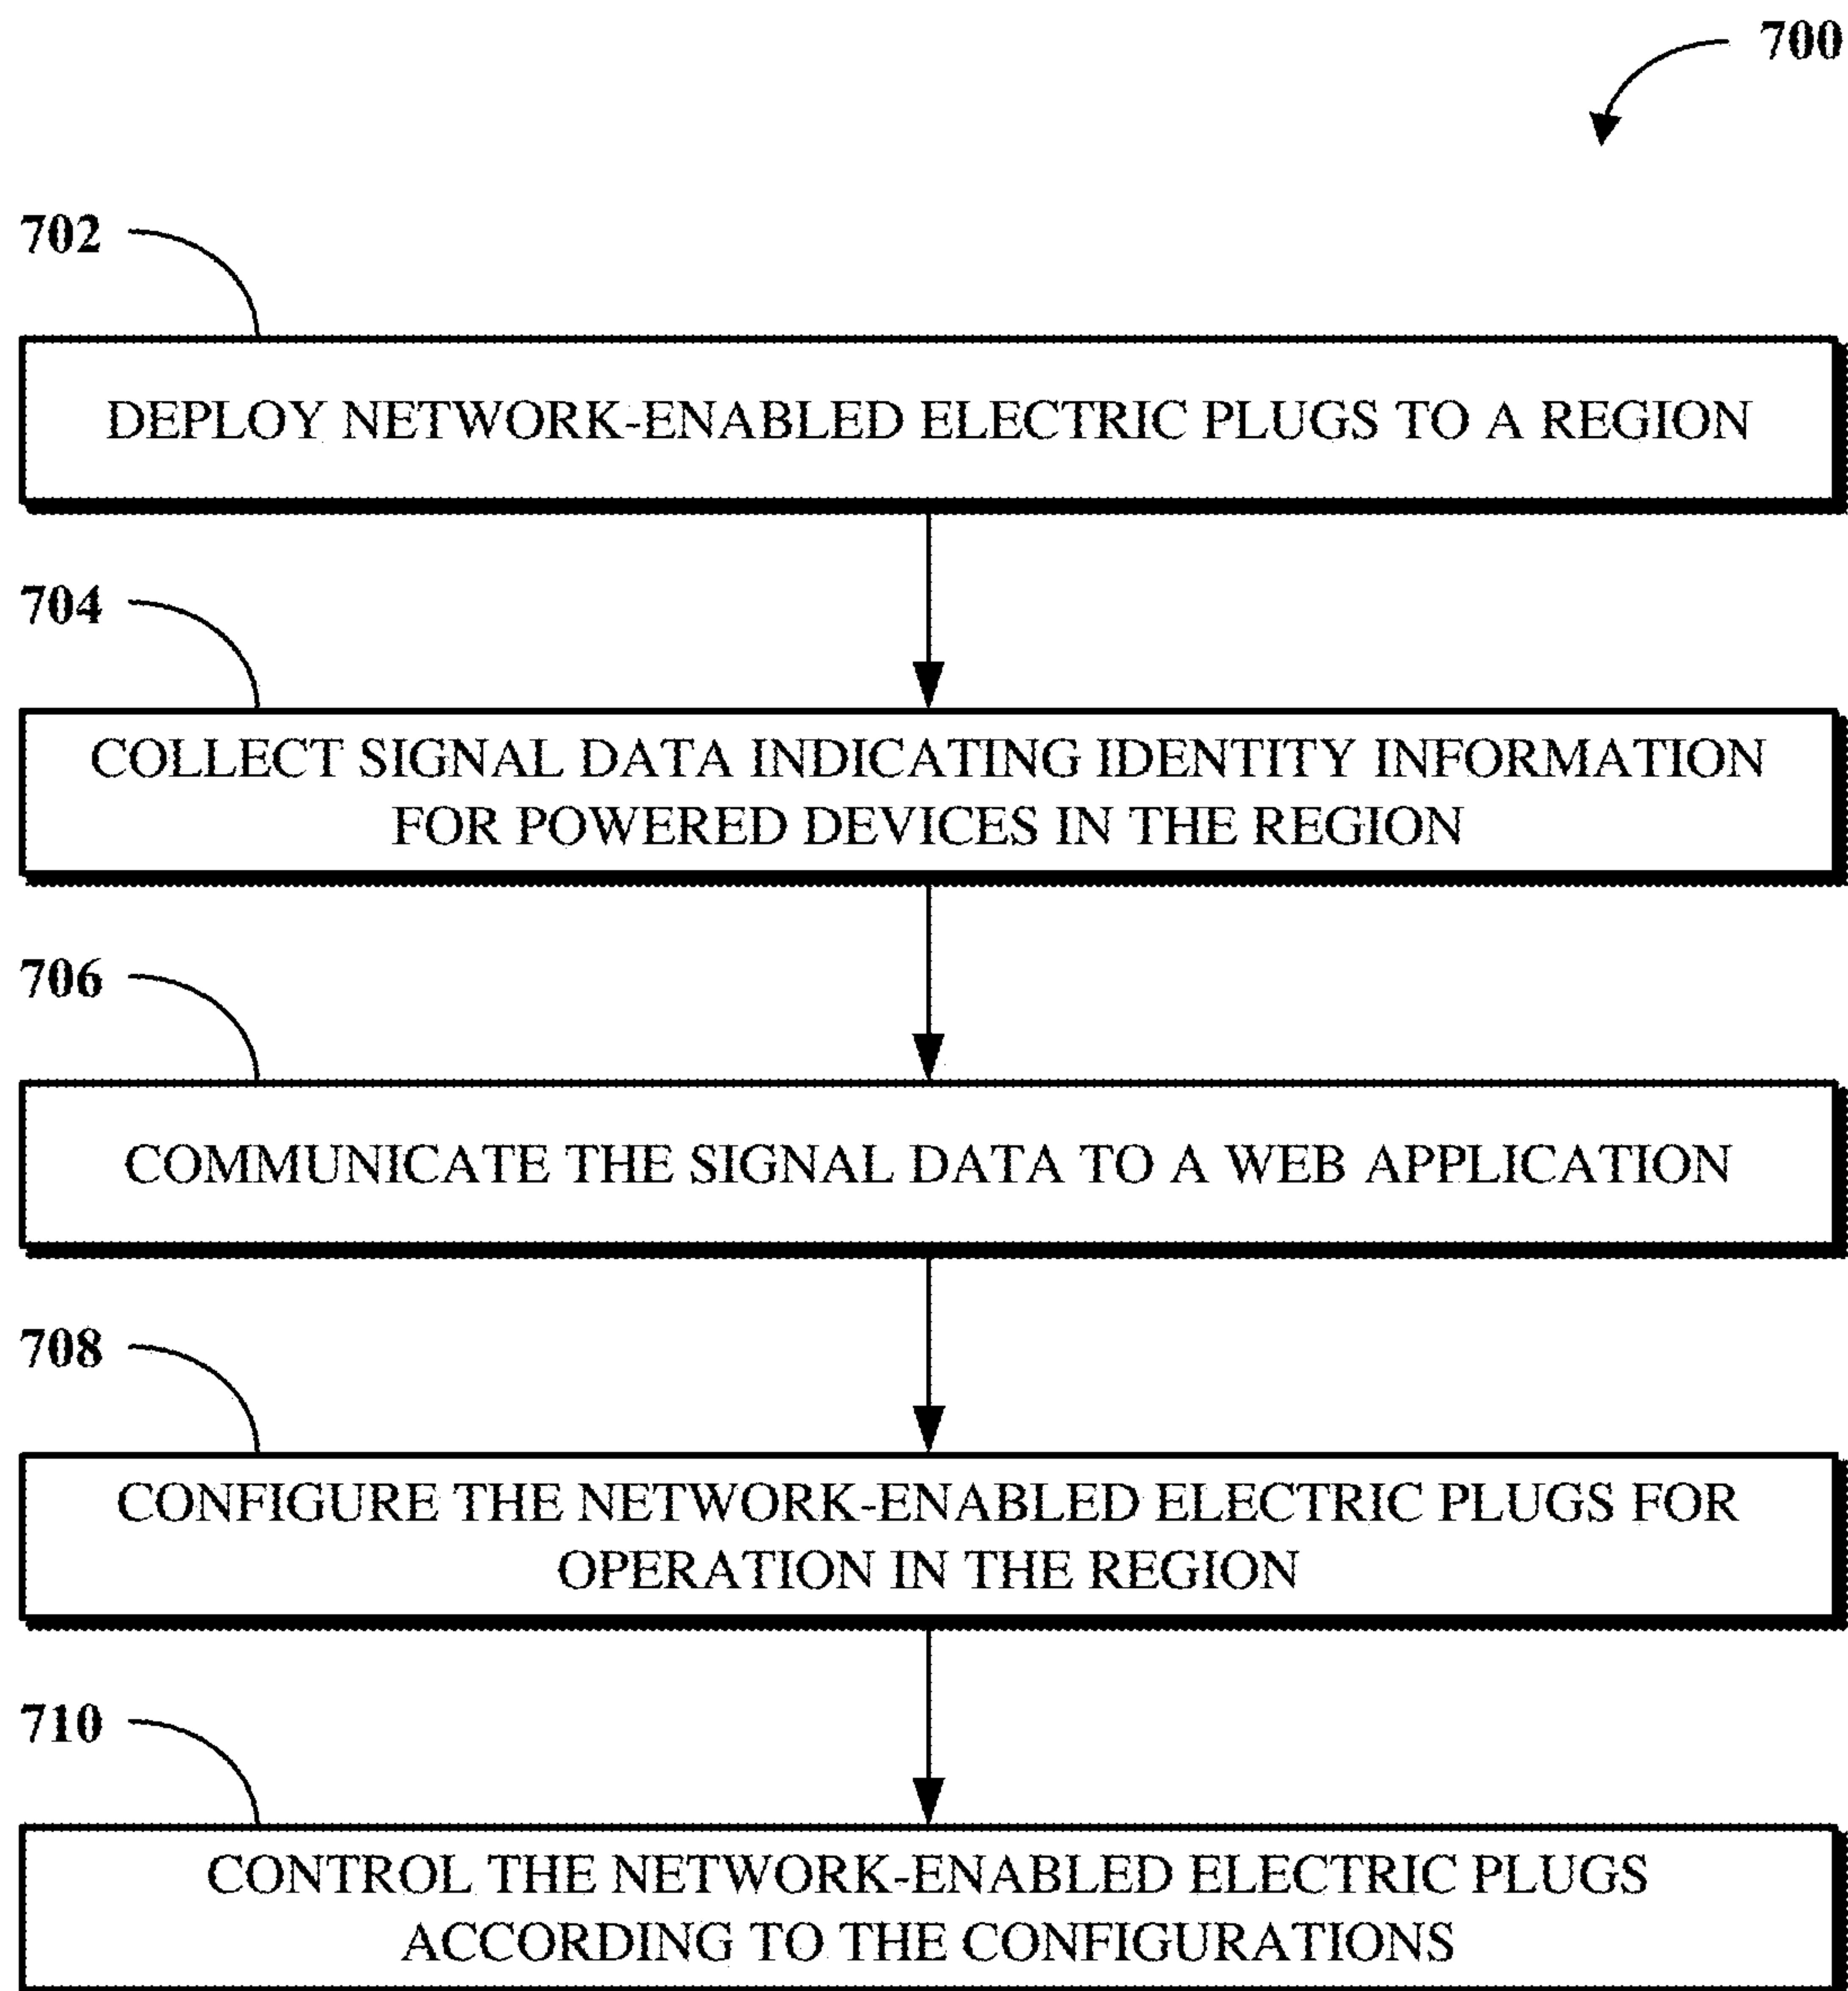 700
702
DEPLOY NETWORK-ENABLED ELECTRIC PLUGS TO A REGION
704
COLLECT SIGNAL DATA INDICATING IDENTITY INFORMATION
FOR POWERED DEVICES IN THE REGION
706
COMMUNICATE THE SIGNAL DATA TO A WEB APPLICATION
708
CONFIGURE THE NETWORK-ENABLED ELECTRIC PLUGS FOR
OPERATION IN THE REGION
710
CONTROL THE NETWORK-ENABLED ELECTRIC PLUGS
ACCORDING TO THE CONFIGURATIONS